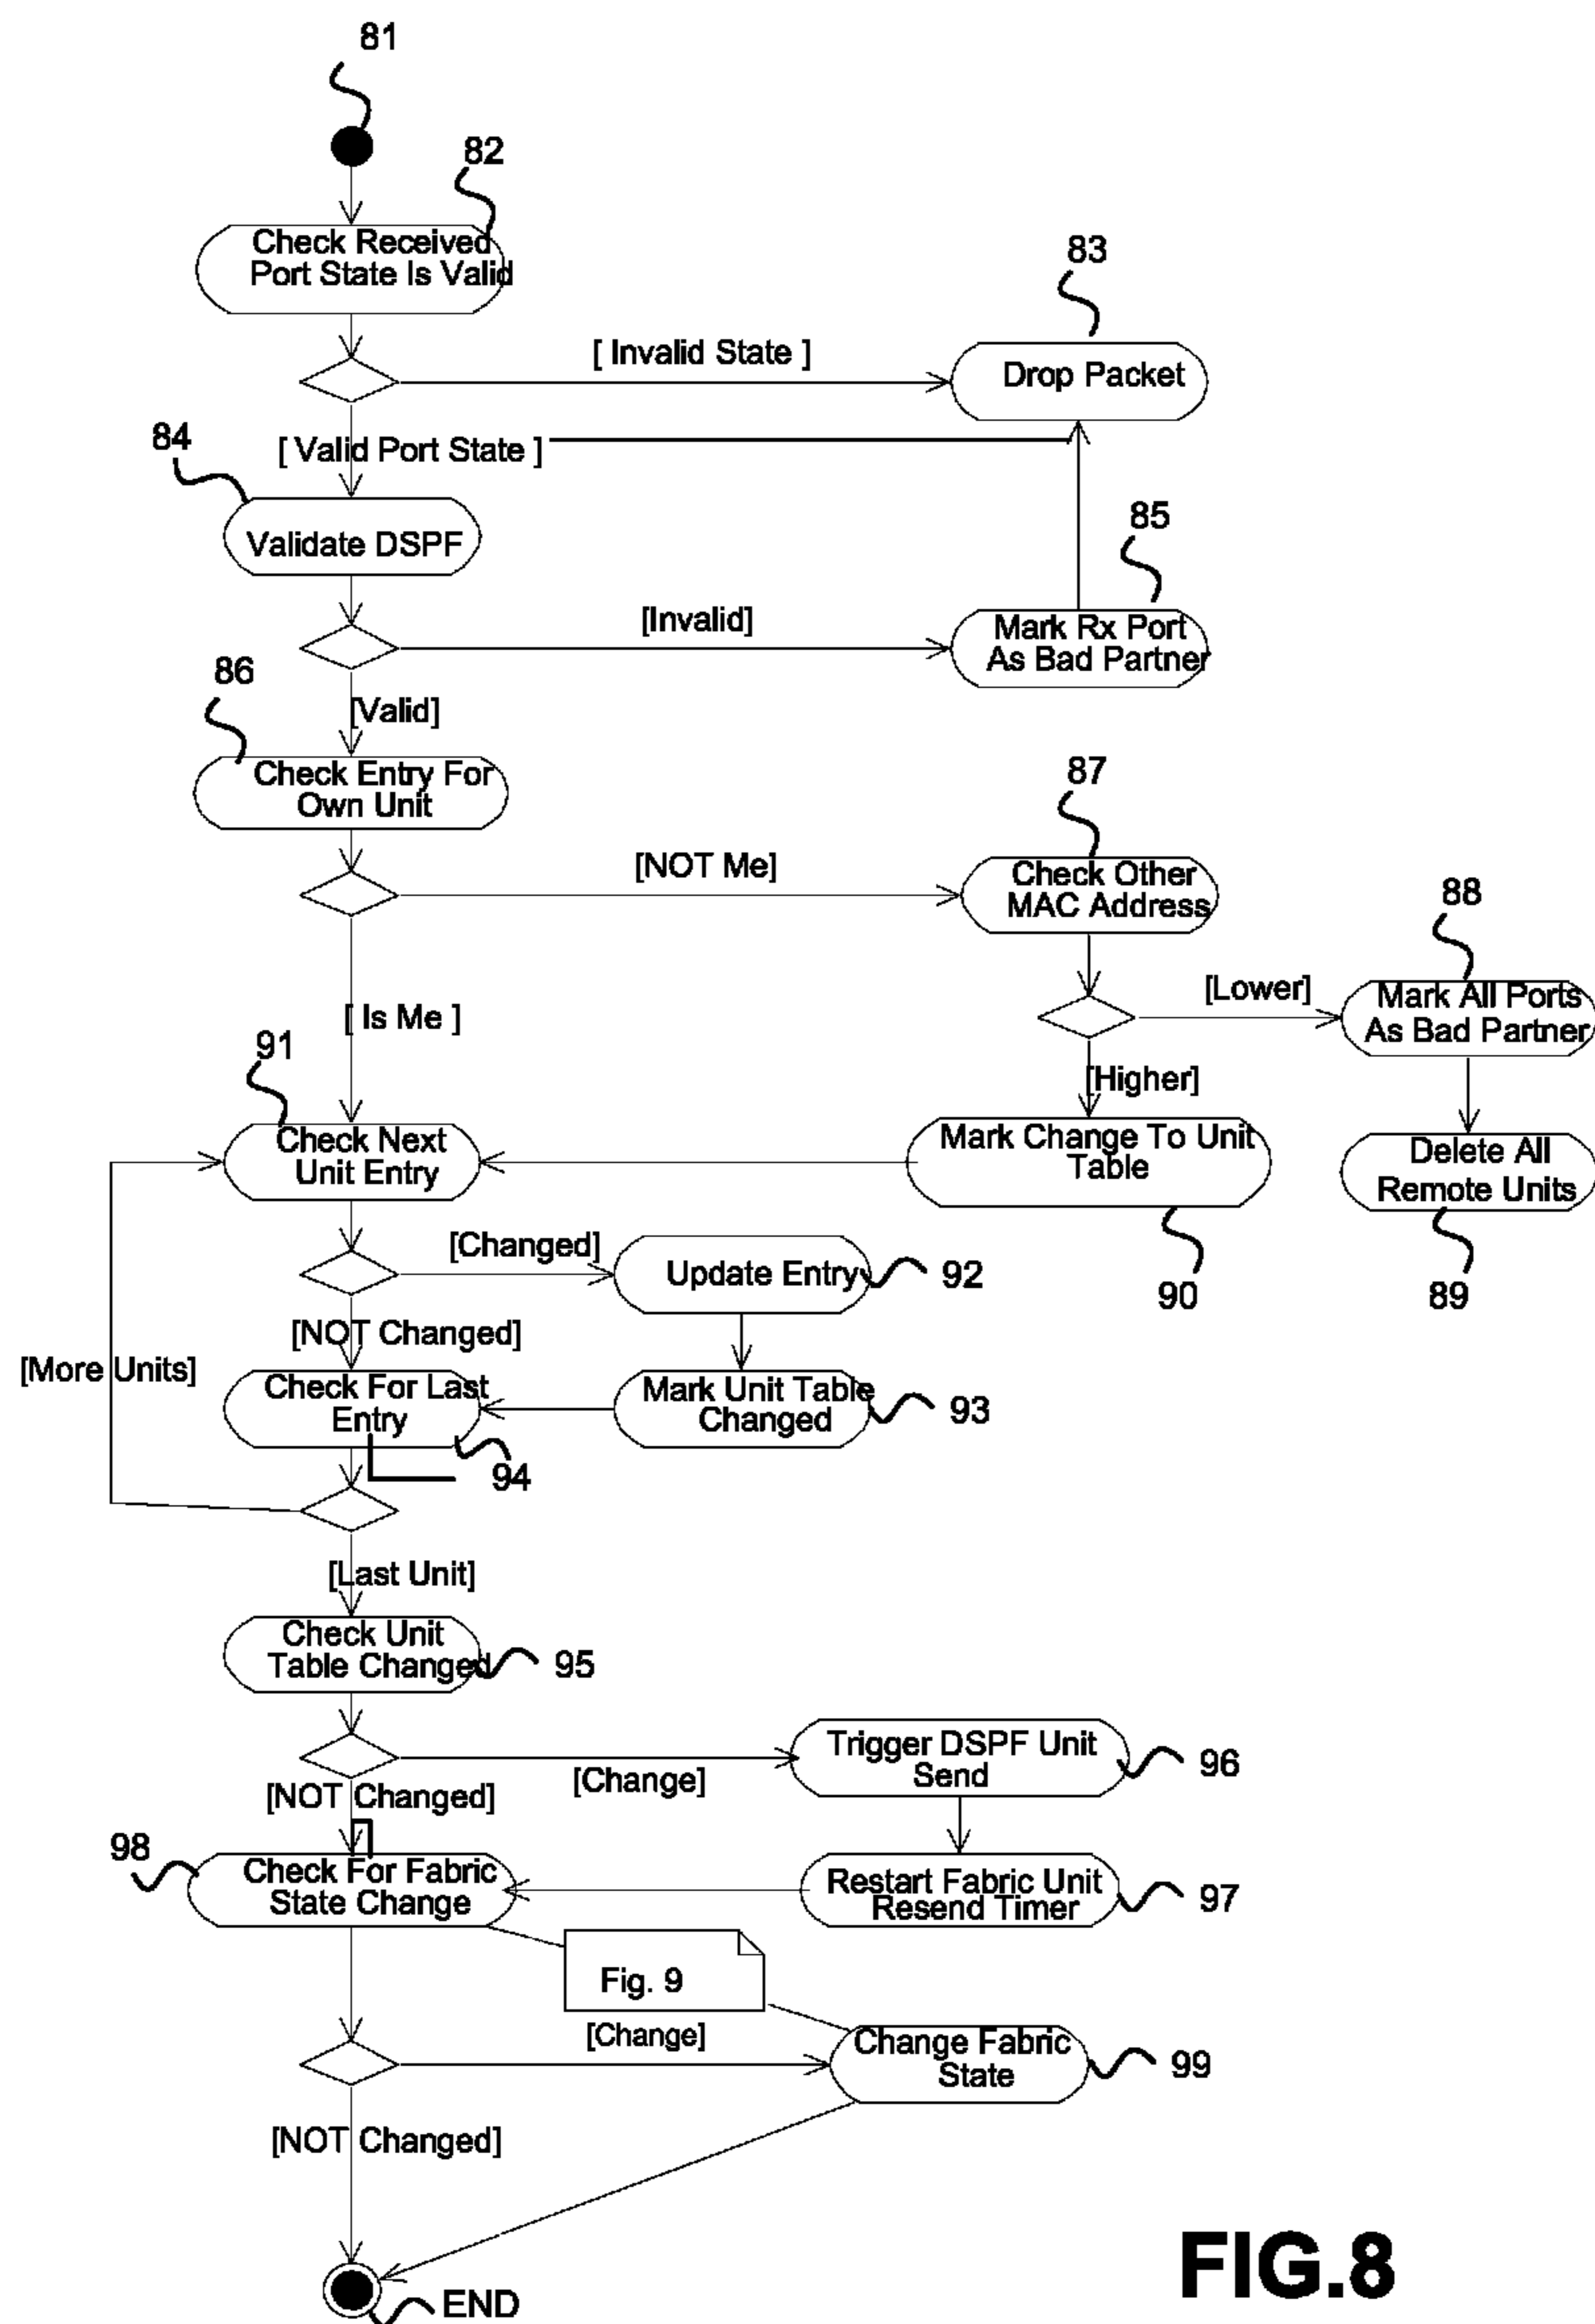 81
82
Check Received
Port State Is Valid
83
[ Invalid State ]
Drop Packet
84
[ Valid Port State ]
85
Validate DSPF
[Invalid]
Mark Rx Port
As Bad Partner
86
[Valid]
Check Entry For
Own Unit
87
[NOT Me]
Check Other
MAC Address
88
[Lower]
Mark All Ports
As Bad Partner
[ Is Me ]
91
[Higher]
Check Next
Unit Entry
Mark Change To Unit
Table
Delete All
Remote Units
[Changed]
Update Entry
92
90
89
[NOT Changed]
[More Units]
Check For Last
Entry
Mark Unit Table
Changed
93
94
[Last Unit]
Check Unit
Table Changed
95
Trigger DSPF Unit
Send
96
[Change]
[NOT Changed]
98
Check For Fabric
State Change
Restart Fabric Unit
Resend Timer
97
Fig. 9
[Change]
Change Fabric
State
99
[NOT Changed]
FIG.8
END